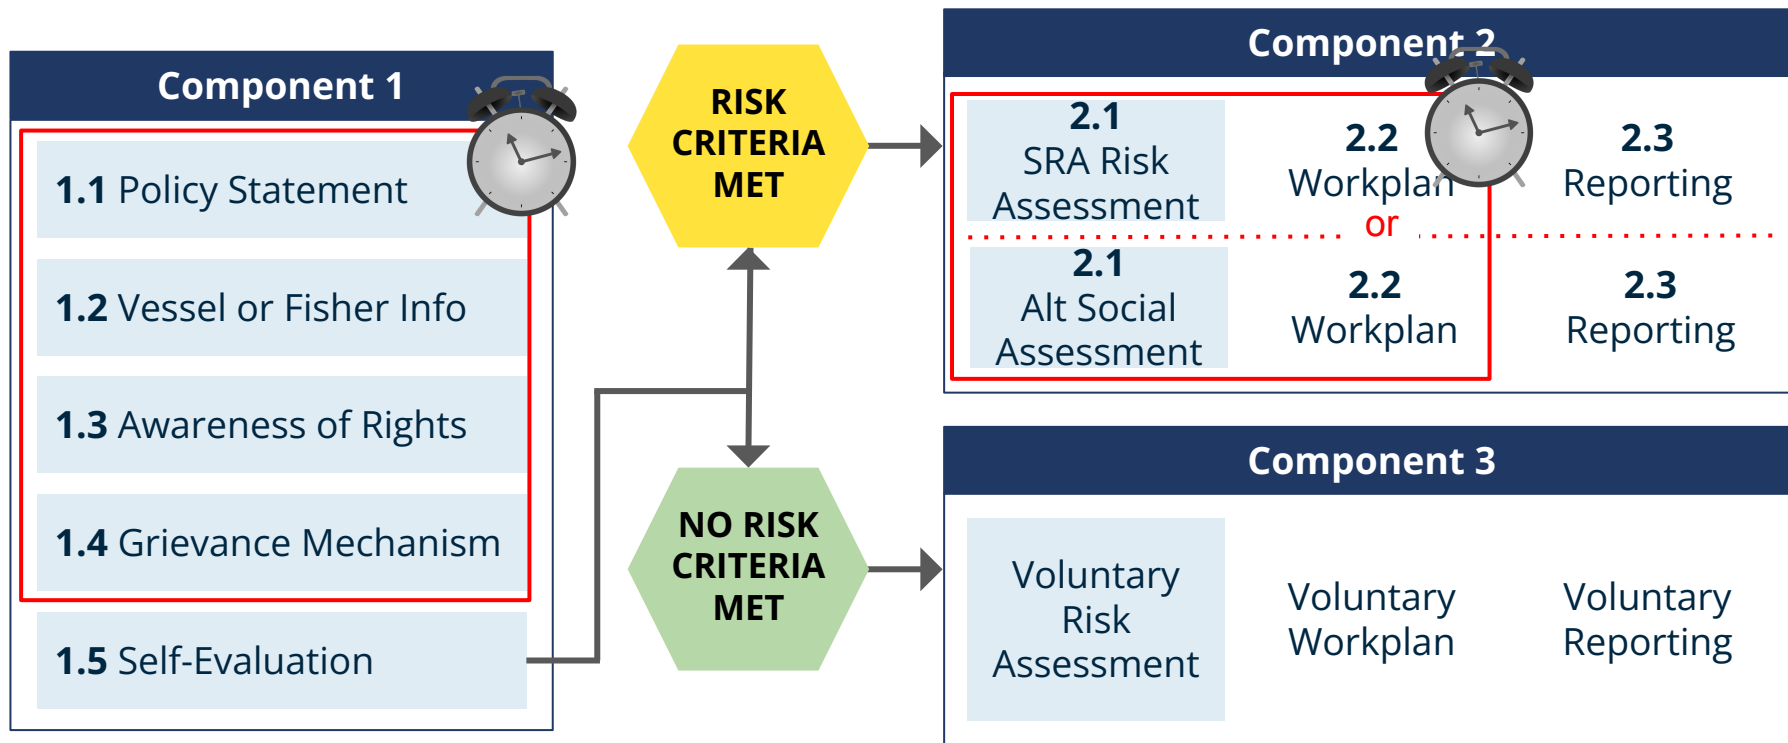 Component 1
1.1 Policy Statement
1.2 Vessel or Fisher Info
1.3 Awareness of Rights
1.4 Grievance Mechanism
1.5 Self-Evaluation
RISK
CRITERIA
MET
NO RISK
CRITERIA
MET
Component 2
2.1
SRA Risk
Assessment
2.2
Workplan
2.3
Reporting
or
2.1
Alt Social
Assessment
2.2
Workplan
2.3
Reporting
Component 3
Voluntary
Risk
Assessment
Voluntary
Workplan
Voluntary
Reporting